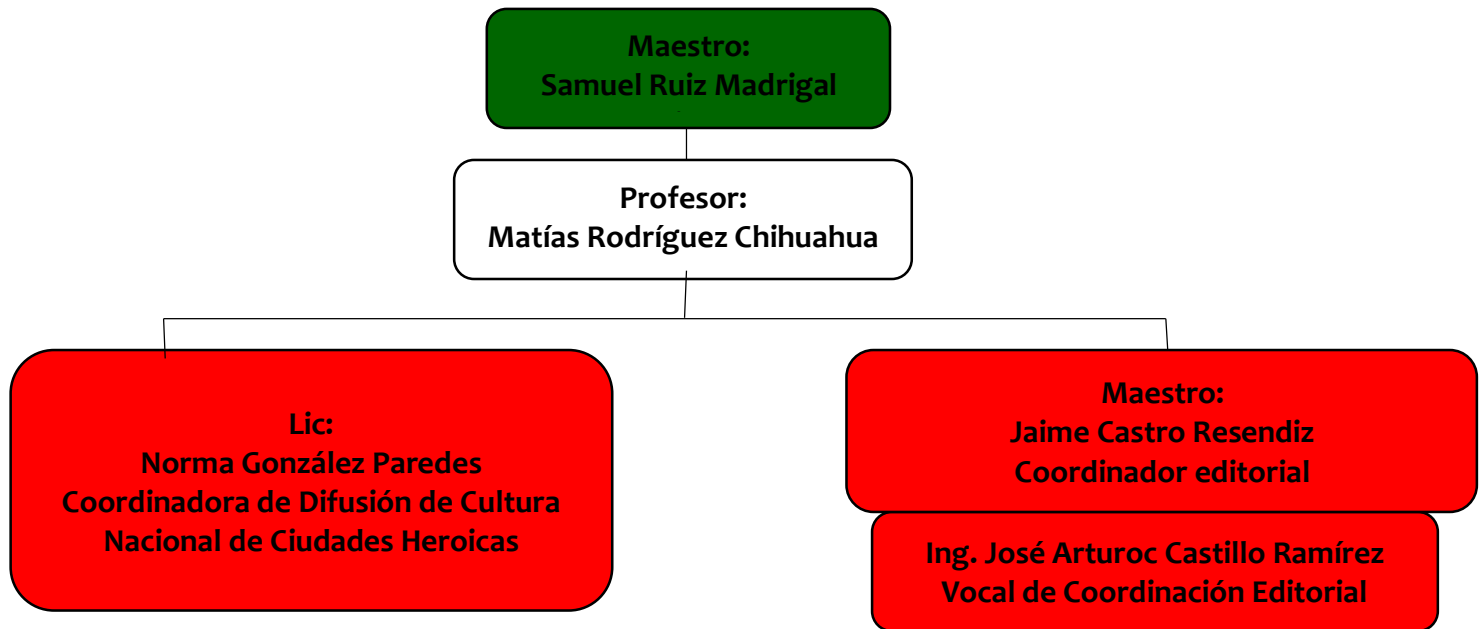 Maestro:
Samuel Ruiz Madrigal
Profesor:
Matías Rodríguez Chihuahua
Lic:
Norma González Paredes
Coordinadora de Difusión de Cultura
Nacional de Ciudades Heroicas
Maestro:
Jaime Castro Resendiz
Coordinador editorial
Ing. José Arturoc Castillo Ramírez
Vocal de Coordinación Editorial